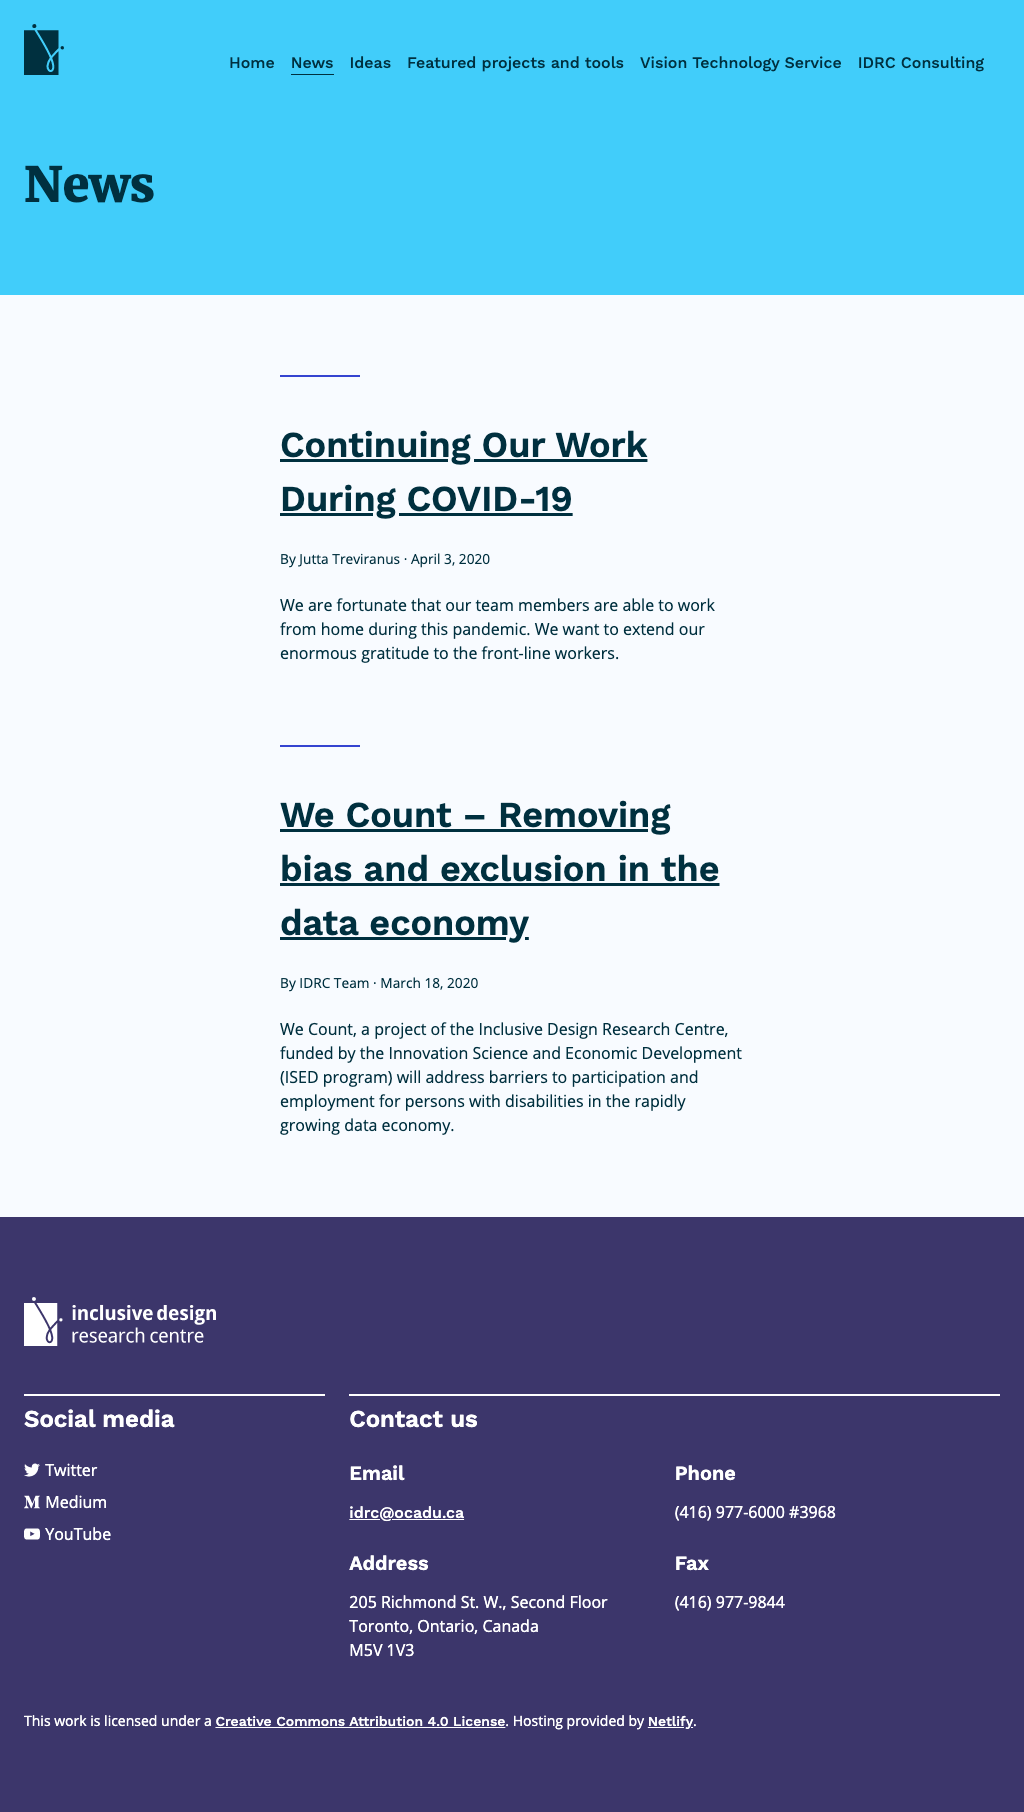 Home News Ideas Featured projects and tools Vision Technology Service IDRC Consulting
News
Continuing Our Work
During COVID-19
By Jutta Treviranus · April 3, 2020
We are fortunate that our team members are able to work
from home during this pandemic. We want to extend our
enormous gratitude to the front-line workers.
We Count – Removing
bias and exclusion in the
data economy
By IDRC Team · March 18, 2020
We Count, a project of the Inclusive Design Research Centre,
funded by the Innovation Science and Economic Development
(ISED program) will address barriers to participation and
employment for persons with disabilities in the rapidly
growing data economy.
inclusive design
research centre
Social media
Twitter
Medium
YouTube
Contact us
Email
idrc@ocadu.ca
Phone
(416) 977-6000 #3968
Address
205 Richmond St. W., Second Floor
Toronto, Ontario, Canada
M5V 1V3
Fax
(416) 977-9844
This work is licensed under a Creative Commons Attribution 4.0 License. Hosting provided by Netlify.